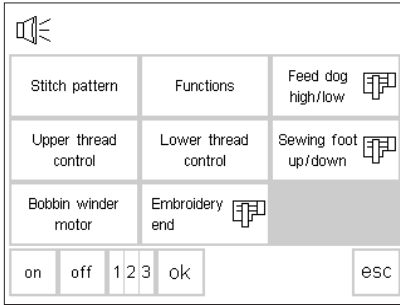 Stitch pattern
Functions
Feed dog
high/low
Upper thread
control
Lower thread
control
Sewing foot
up/down
Bobbin winder
motor
Embroidery
end
on off 1 2 3 ok esc